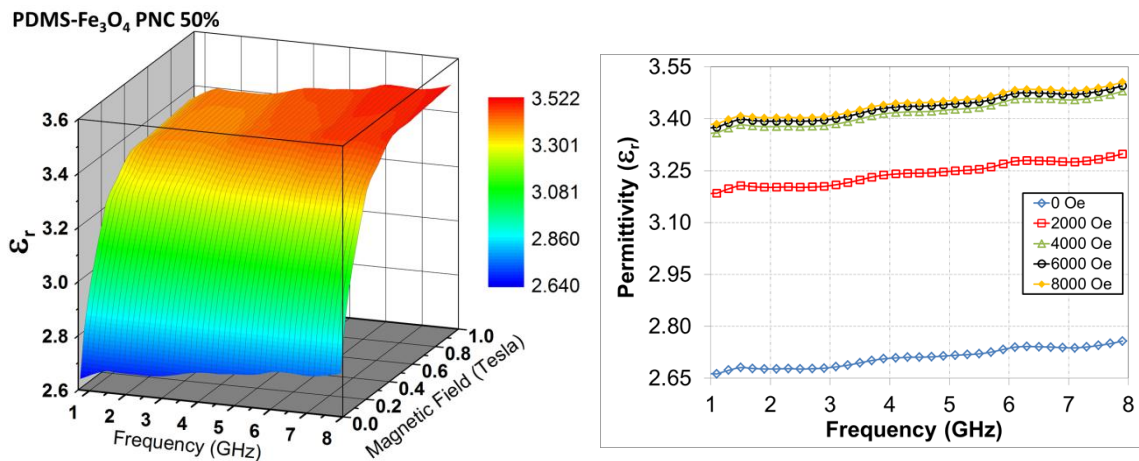 PDMS-Fe₃O₄ PNC 50%
3.6
3.4
3.2
3.0
2.8
2.6
εr
1 2 3 4 5 6 7 8
Frequency (GHz)
0.0 0.2 0.4 0.6 0.8 1.0
Magnetic Field (Tesla)
3.522
3.301
3.081
2.860
2.640
3.55
3.40
3.25
3.10
2.95
2.80
2.65
Permittivity (εr)
0 Oe
2000 Oe
4000 Oe
6000 Oe
8000 Oe
1 2 3 4 5 6 7 8
Frequency (GHz)